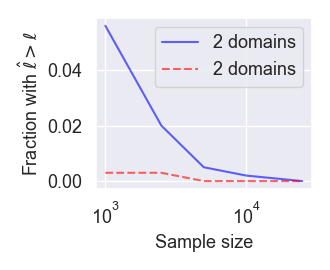 Fraction with ℓ̂ > ℓ
0.04
0.02
0.00
2 domains
2 domains
10³
10⁴
Sample size